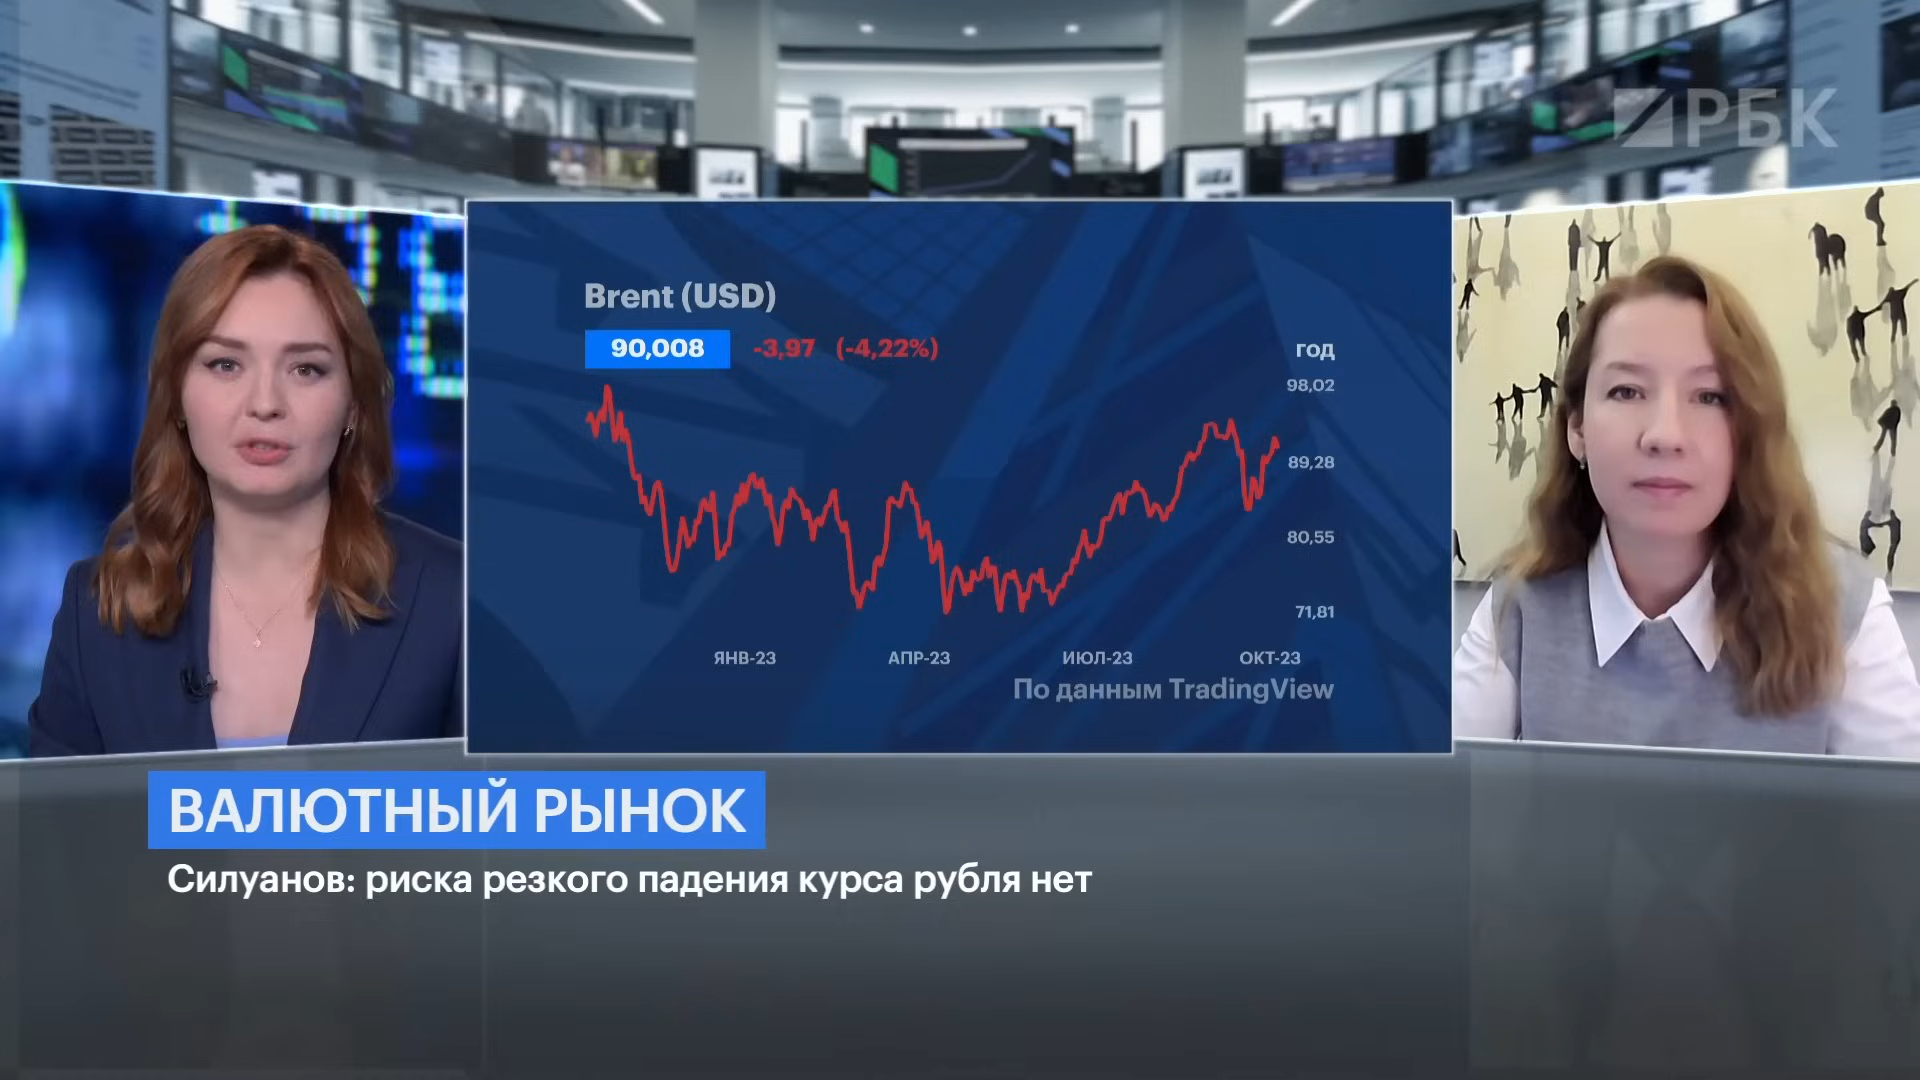 РБК
Brent (USD)
90,008 -3,97 (-4,22%)
год
98,02
89,28
80,55
71,81
ЯНВ-23 АПР-23 ИЮЛ-23 ОКТ-23
По данным TradingView
ВАЛЮТНЫЙ РЫНОК
Силуанов: риска резкого падения курса рубля нет